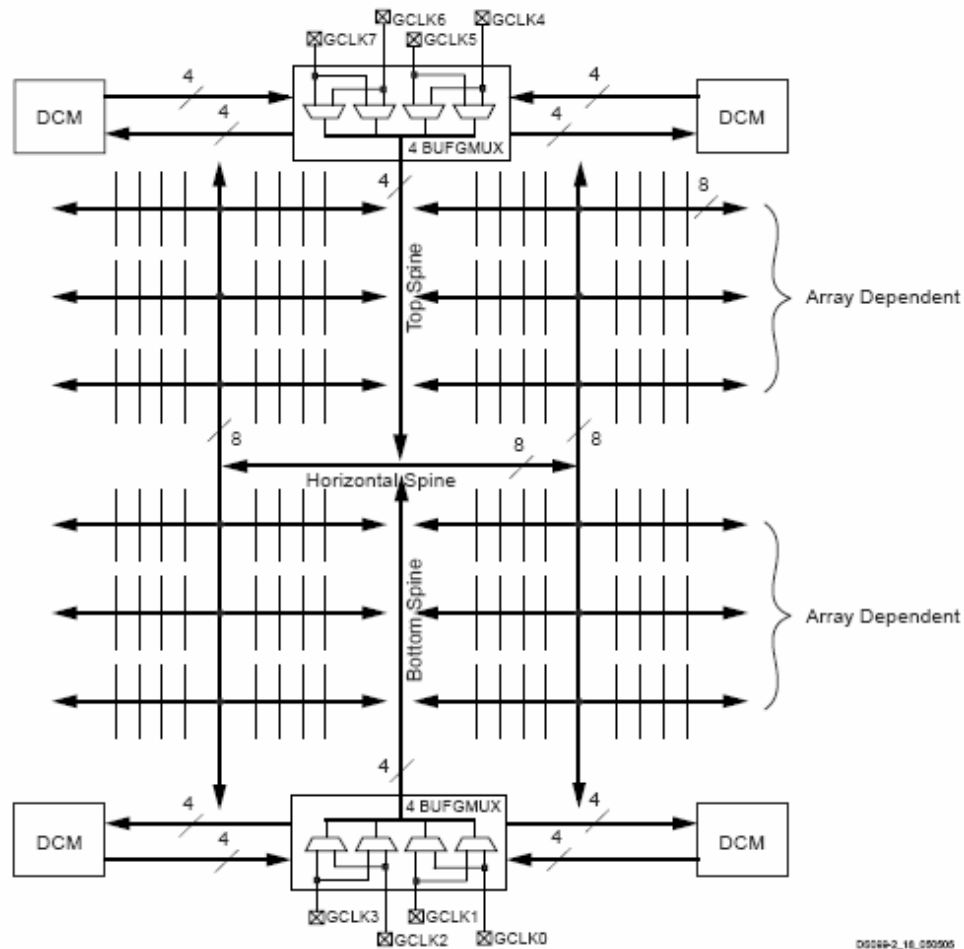 GCLK6
GCLK4
GCLK7
GCLK5
4
4
DCM
DCM
4
4
4 BUFGMUX
4
8
Top Spine
Array Dependent
8
8
8
Horizontal Spine
Bottom Spine
Array Dependent
4
4
4 BUFGMUX
4
DCM
DCM
4
4
GCLK3
GCLK1
GCLK2
GCLK0
DS099-2_18_050505